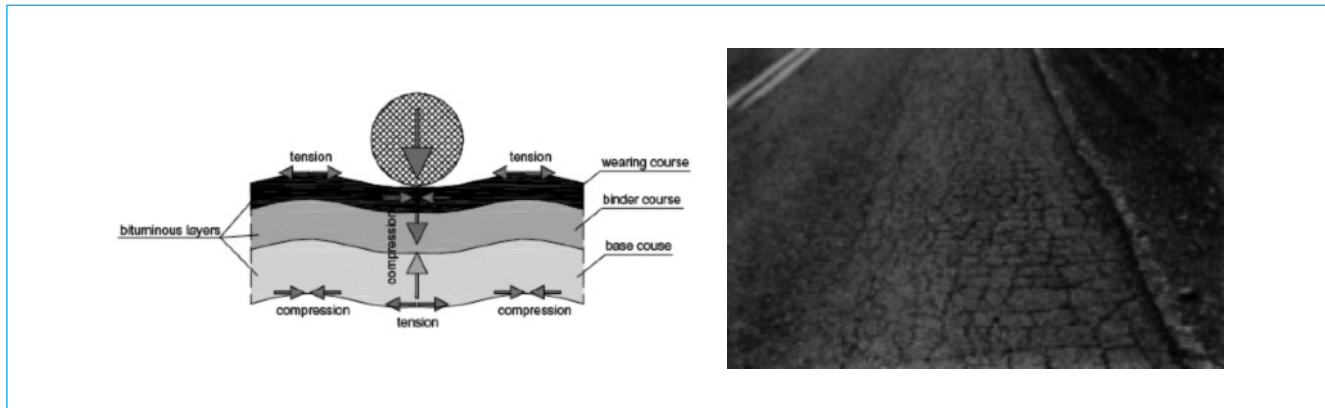 tension
tension
wearing course
binder course
bituminous layers
compression
base couse
compression
compression
tension